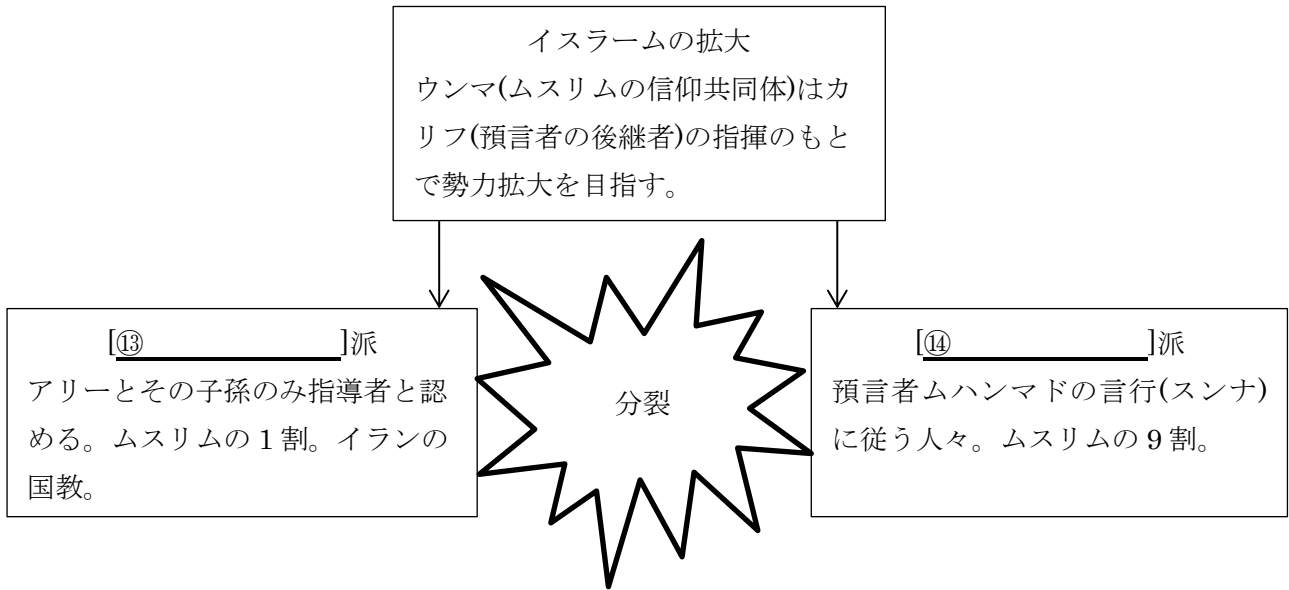 イスラームの拡大
ウンマ(ムスリムの信仰共同体)はカ
リフ(預言者の後継者)の指揮のもと
で勢力拡大を目指す。
[⑬ ]派
アリーとその子孫のみ指導者と認
める。ムスリムの 1 割。イランの
国教。
分裂
[⑭ ]派
預言者ムハンマドの言行(スンナ)
に従う人々。ムスリムの 9 割。